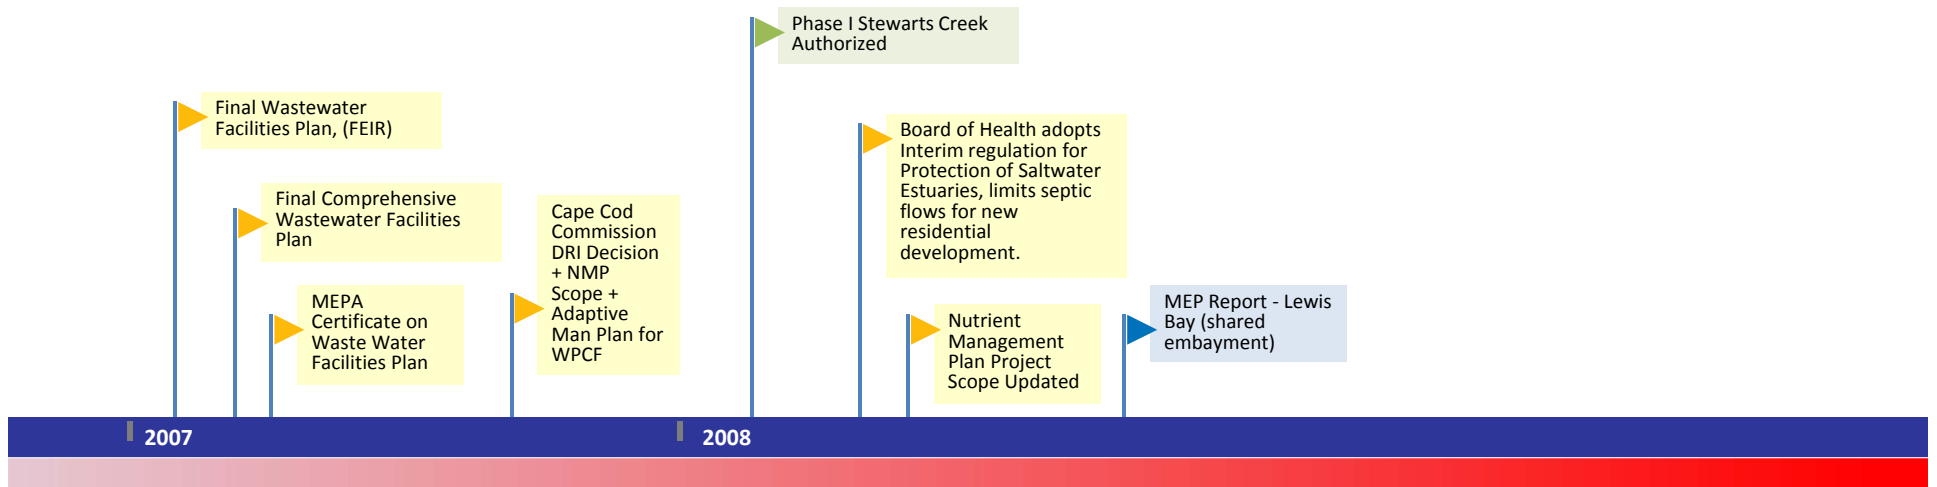 Phase I Stewarts Creek
Authorized
Final Wastewater
Facilities Plan, (FEIR)
Final Comprehensive
Wastewater Facilities
Plan
MEPA
Certificate on
Waste Water
Facilities Plan
Cape Cod
Commission
DRI Decision
+ NMP
Scope +
Adaptive
Man Plan for
WPCF
Board of Health adopts
Interim regulation for
Protection of Saltwater
Estuaries, limits septic
flows for new
residential
development.
Nutrient
Management
Plan Project
Scope Updated
MEP Report - Lewis
Bay (shared
embayment)
2007
2008